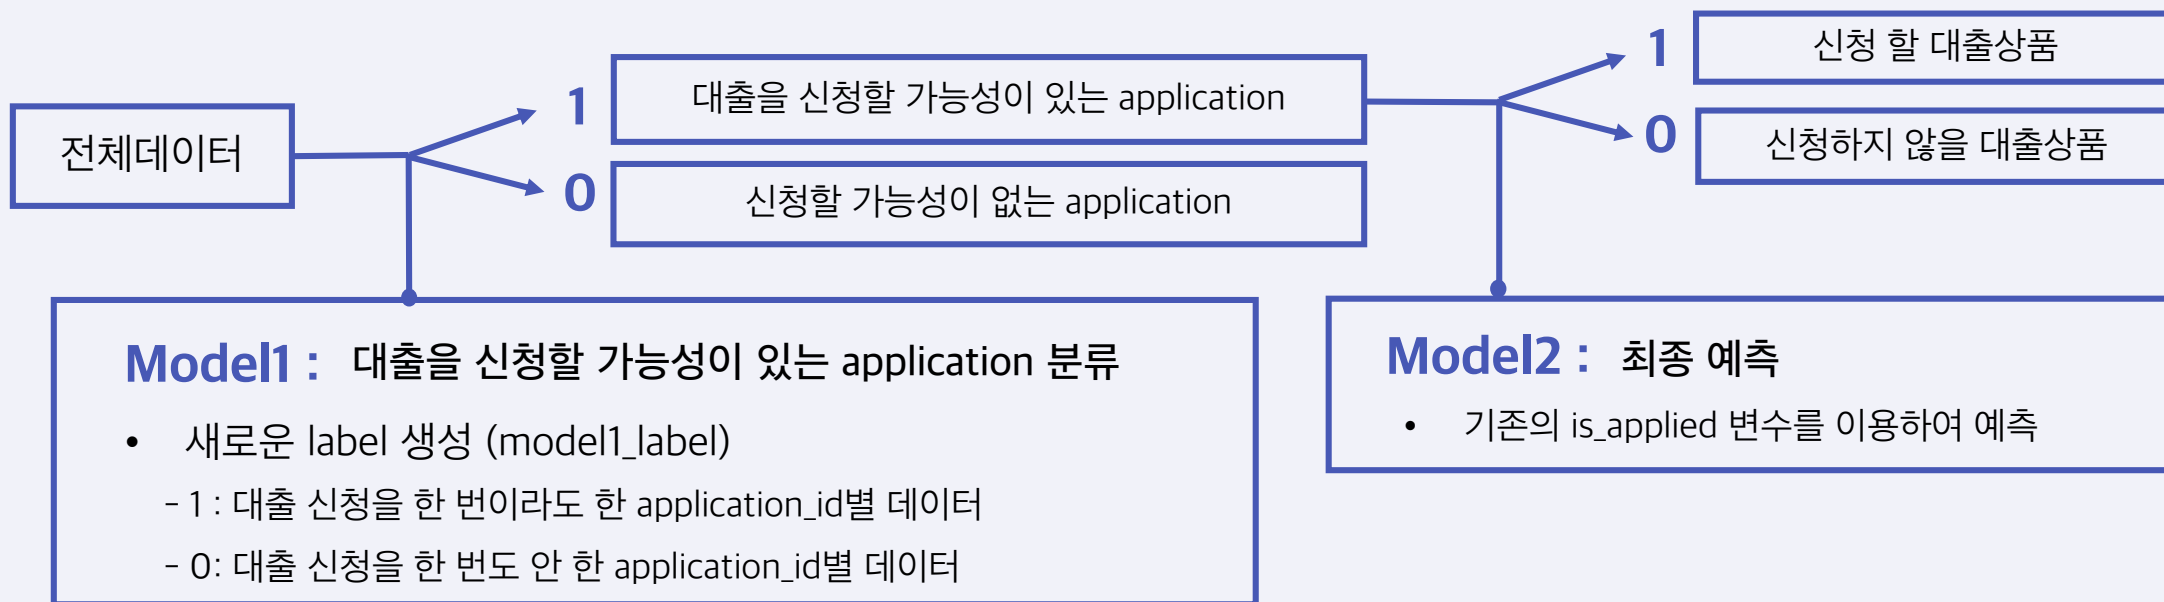 전체데이터
1
대출을 신청할 가능성이 있는 application
0
신청할 가능성이 없는 application
1
신청 할 대출상품
0
신청하지 않을 대출상품
Model1 : 대출을 신청할 가능성이 있는 application 분류
• 새로운 label 생성 (model1_label)
- 1 : 대출 신청을 한 번이라도 한 application_id별 데이터
- 0: 대출 신청을 한 번도 안 한 application_id별 데이터
Model2 : 최종 예측
• 기존의 is_applied 변수를 이용하여 예측